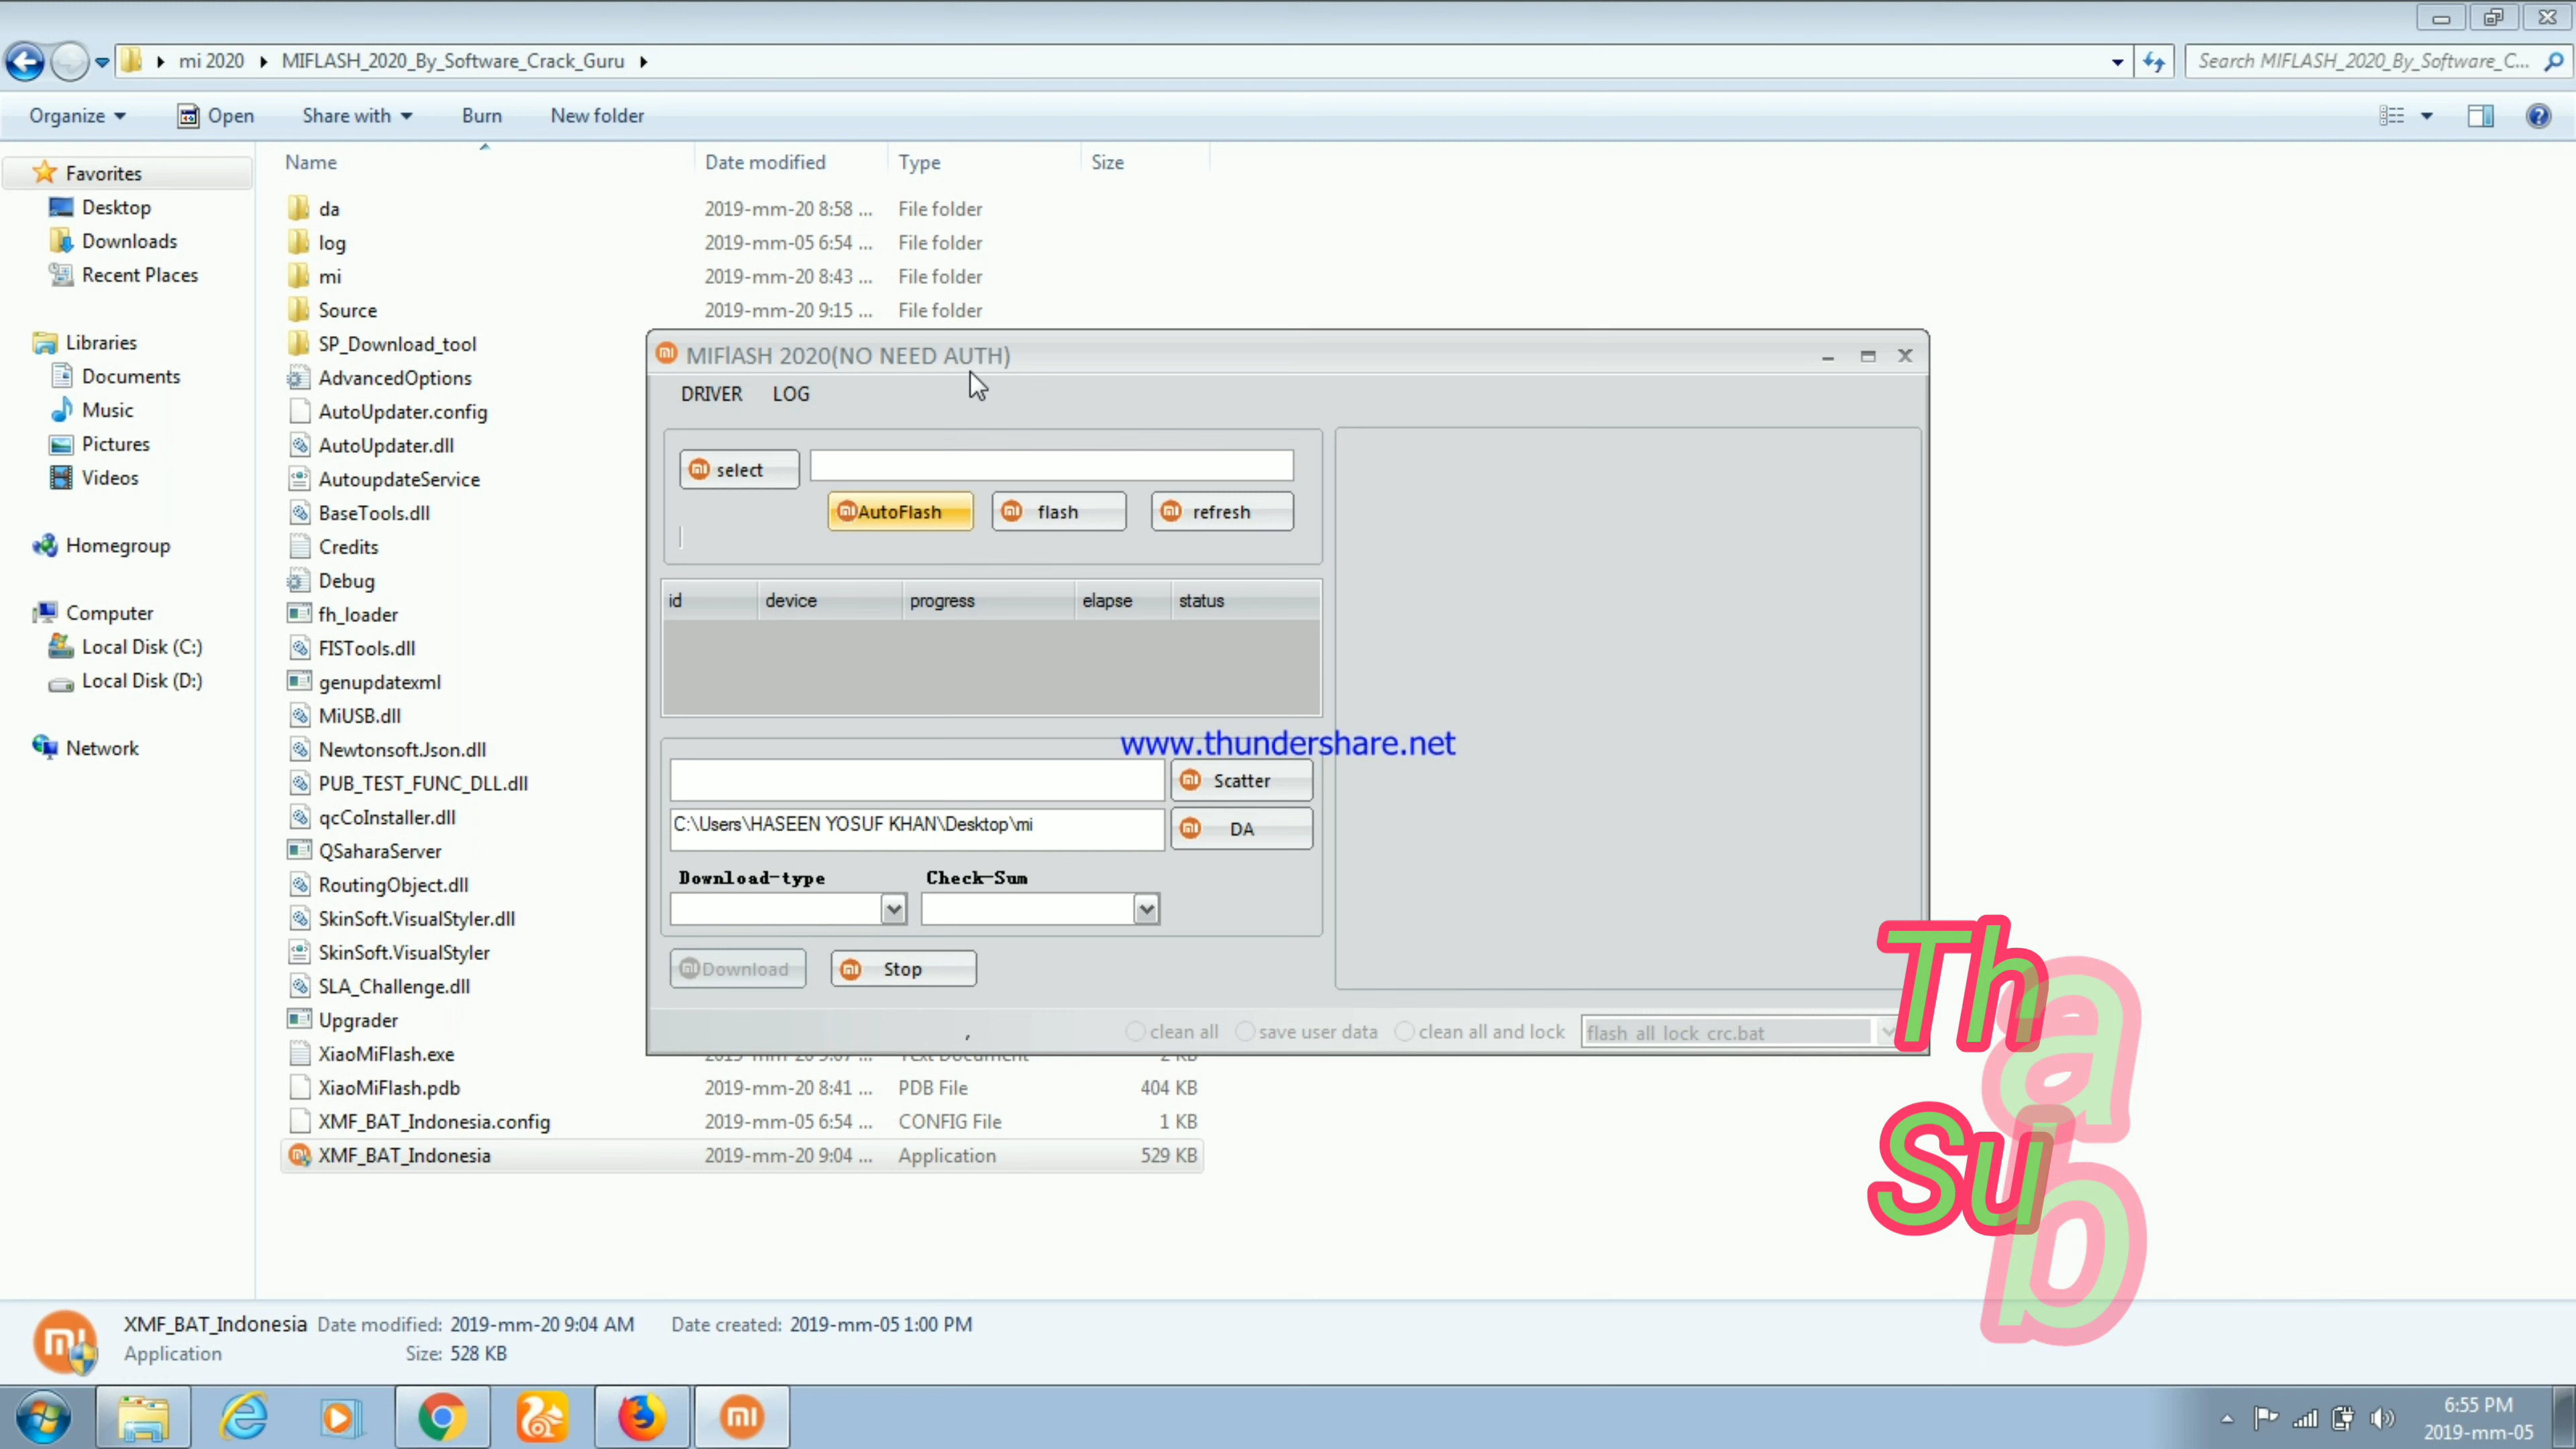 mi 2020 MIFLASH_2020_By_Software_Crack_Guru
Search MIFLASH_2020_By_Software_C...
Organize Open Share with Burn New folder
Name Date modified Type Size
Favorites
Desktop
Downloads
Recent Places
Libraries
Documents
Music
Pictures
Videos
Homegroup
Computer
Local Disk (C:)
Local Disk (D:)
Network
da 2019-mm-20 8:58 ... File folder
log 2019-mm-05 6:54 ... File folder
mi 2019-mm-20 8:43 ... File folder
Source 2019-mm-20 9:15 ... File folder
SP_Download_tool
AdvancedOptions
AutoUpdater.config
AutoUpdater.dll
AutoupdateService
BaseTools.dll
Credits
Debug
fh_loader
FISTools.dll
genupdatexml
MiUSB.dll
Newtonsoft.Json.dll
PUB_TEST_FUNC_DLL.dll
qcCoInstaller.dll
QSaharaServer
RoutingObject.dll
SkinSoft.VisualStyler.dll
SkinSoft.VisualStyler
SLA_Challenge.dll
Upgrader
XiaoMiFlash.exe Text Document 2 KB
XiaoMiFlash.pdb 2019-mm-20 8:41 ... PDB File 404 KB
XMF_BAT_Indonesia.config 2019-mm-05 6:54 ... CONFIG File 1 KB
XMF_BAT_Indonesia 2019-mm-20 9:04 ... Application 529 KB
MIFlASH 2020(NO NEED AUTH)
DRIVER LOG
select
AutoFlash flash refresh
id device progress elapse status
www.thundershare.net
Scatter
C:\Users\HASEEN YOSUF KHAN\Desktop\mi DA
Download-type Check-Sum
Download Stop
clean all save user data clean all and lock flash_all_lock_crc.bat
Tha
Sub
XMF_BAT_Indonesia Date modified: 2019-mm-20 9:04 AM Date created: 2019-mm-05 1:00 PM
Application Size: 528 KB
6:55 PM
2019-mm-05